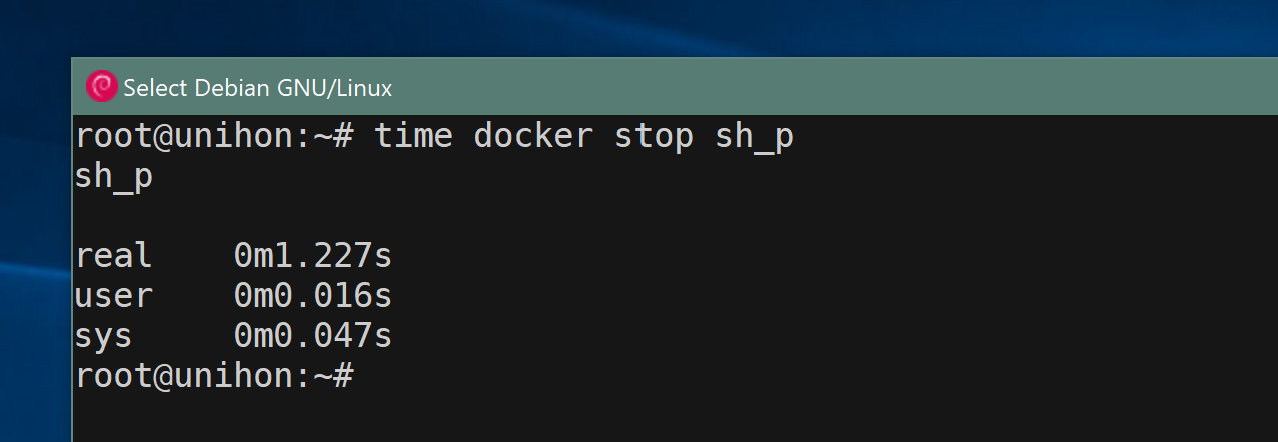 Select Debian GNU/Linux
root@unihon:~# time docker stop sh_p
sh_p
real    0m1.227s
user    0m0.016s
sys     0m0.047s
root@unihon:~#